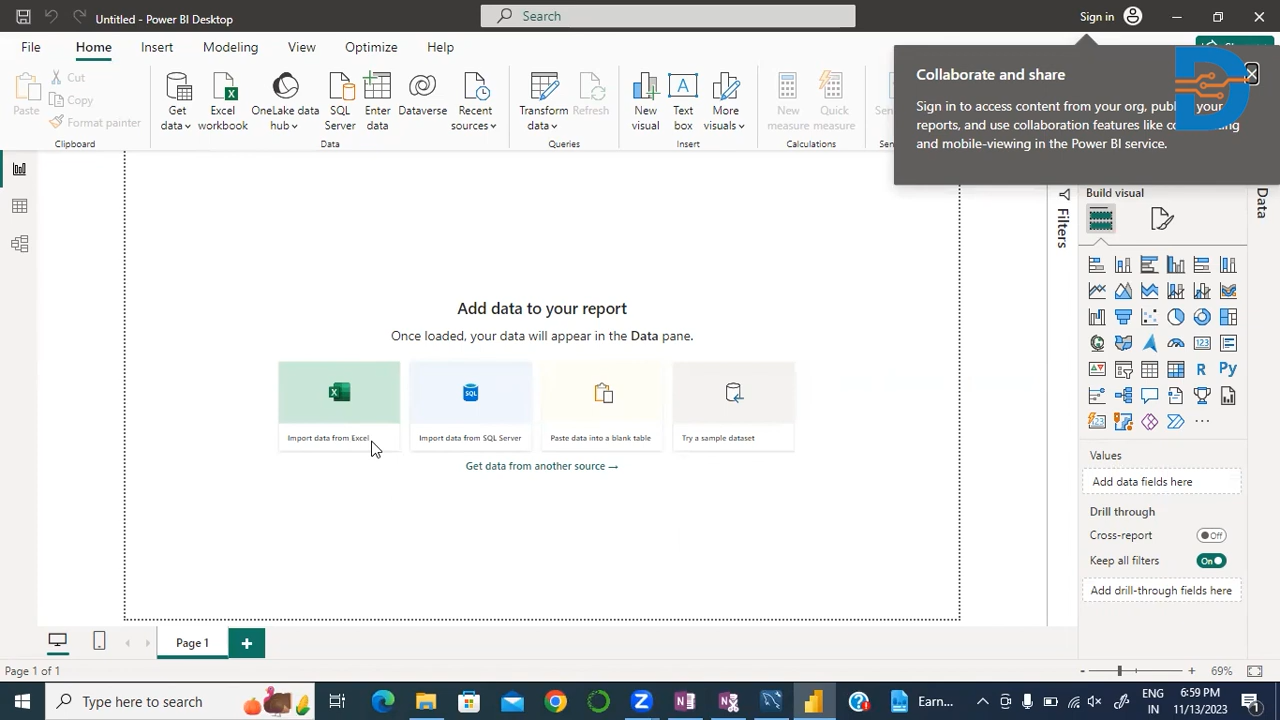 Untitled - Power BI Desktop
Search
Sign in
File
Home
Insert
Modeling
View
Optimize
Help
Collaborate and share
Sign in to access content from your org, publ your
reports, and use collaboration features like co
and mobile-viewing in the Power BI service.
Paste
Cut
Copy
Format painter
Clipboard
Get
data
Excel
workbook
OneLake data
hub
SQL
Server
Enter
data
Dataverse
Recent
sources
Data
Transform
data
Refresh
Queries
New
visual
Text
box
More
visuals
Insert
New
measure
Quick
measure
Calculations
Build visual
Filters
Data
Add data to your report
Once loaded, your data will appear in the Data pane.
SQL
Import data from Excel
Import data from SQL Server
Paste data into a blank table
Try a sample dataset
Get data from another source →
R
Py
Values
Add data fields here
Drill through
Cross-report
Off
Keep all filters
On
Add drill-through fields here
Page 1
Page 1 of 1
69%
Type here to search
Earn...
ENG
IN
6:59 PM
11/13/2023